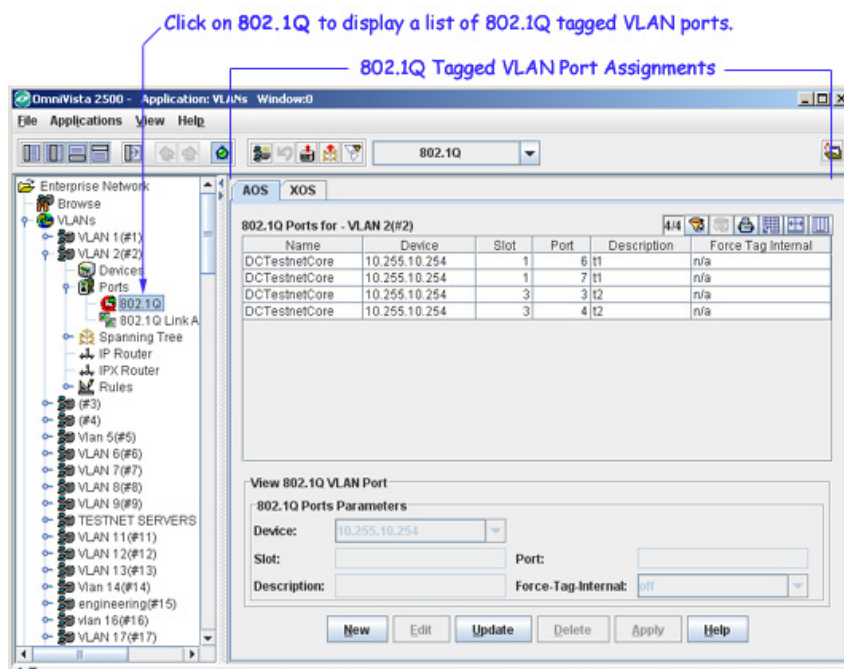 Click on 802.1Q to display a list of 802.1Q tagged VLAN ports.
802.1Q Tagged VLAN Port Assignments
OmniVista 2500 - Application: VLANs Window:0
File Applications View Help
802.1Q
Enterprise Network
Browse
VLANs
VLAN 1(#1)
VLAN 2(#2)
Devices
Ports
802.1Q
802.1Q Link A
Spanning Tree
IP Router
IPX Router
Rules
(#3)
(#4)
Vlan 5(#5)
VLAN 6(#6)
VLAN 7(#7)
VLAN 8(#8)
VLAN 9(#9)
TESTNET SERVERS
VLAN 11(#11)
VLAN 12(#12)
VLAN 13(#13)
Vlan 14(#14)
engineering(#15)
vlan 16(#16)
VLAN 17(#17)
AOS XOS
802.1Q Ports for - VLAN 2(#2) 4/4
Name Device Slot Port Description Force Tag Internal
DCTestnetCore 10.255.10.254 1 6 t1 n/a
DCTestnetCore 10.255.10.254 1 7 t1 n/a
DCTestnetCore 10.255.10.254 3 3 t2 n/a
DCTestnetCore 10.255.10.254 3 4 t2 n/a
View 802.1Q VLAN Port
802.1Q Ports Parameters
Device: 10.255.10.254
Slot: Port:
Description: Force-Tag-Internal: off
New Edit Update Delete Apply Help